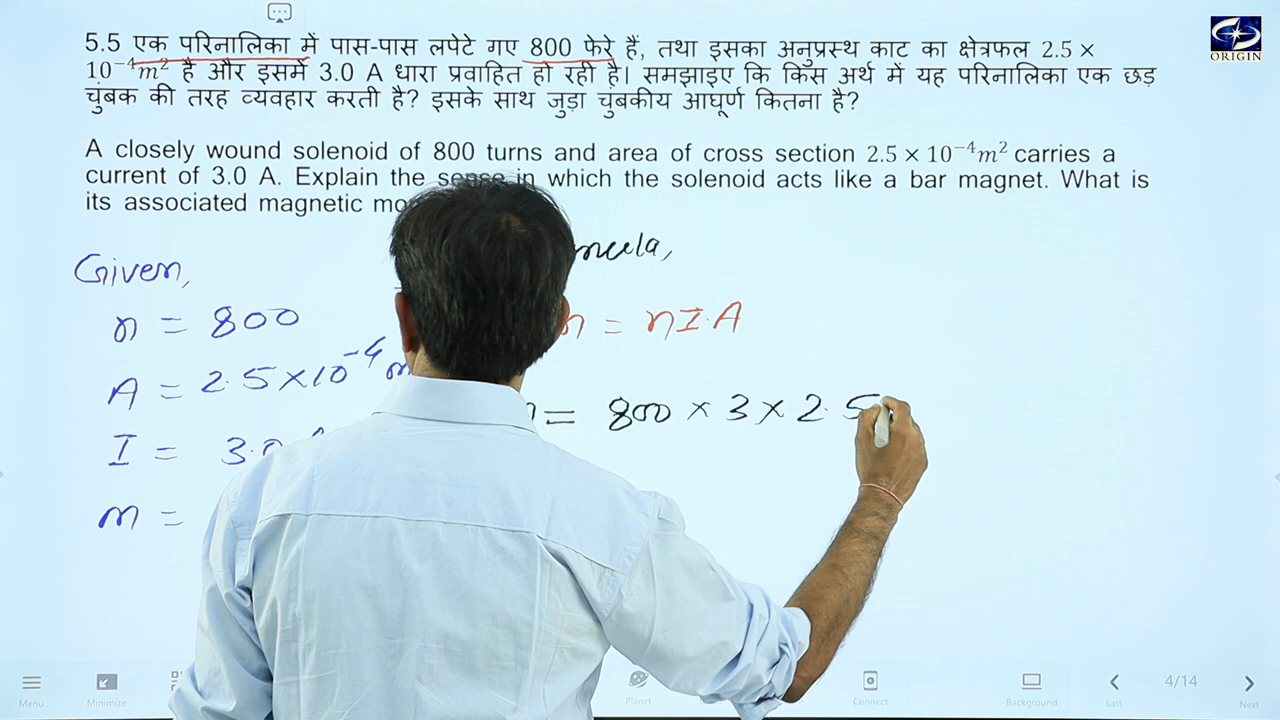 ORIGIN
5.5 एक परिनालिका में पास-पास लपेटे गए 800 फेरे हैं, तथा इसका अनुप्रस्थ काट का क्षेत्रफल 2.5 ×
10⁻⁴m² है और इसमें 3.0 A धारा प्रवाहित हो रही है। समझाइए कि किस अर्थ में यह परिनालिका एक छड़
चुंबक की तरह व्यवहार करती है? इसके साथ जुड़ा चुंबकीय आघूर्ण कितना है?
A closely wound solenoid of 800 turns and area of cross section 2.5 × 10⁻⁴m² carries a
current of 3.0 A. Explain the sense in which the solenoid acts like a bar magnet. What is
its associated magnetic
Given,
n = 800
A = 2.5×10⁻⁴
I = 3.0
m =
= nI.A
= 800 × 3 × 2.5
Menu
Minimize
Planet
Connect
Background
Last
4/14
Next